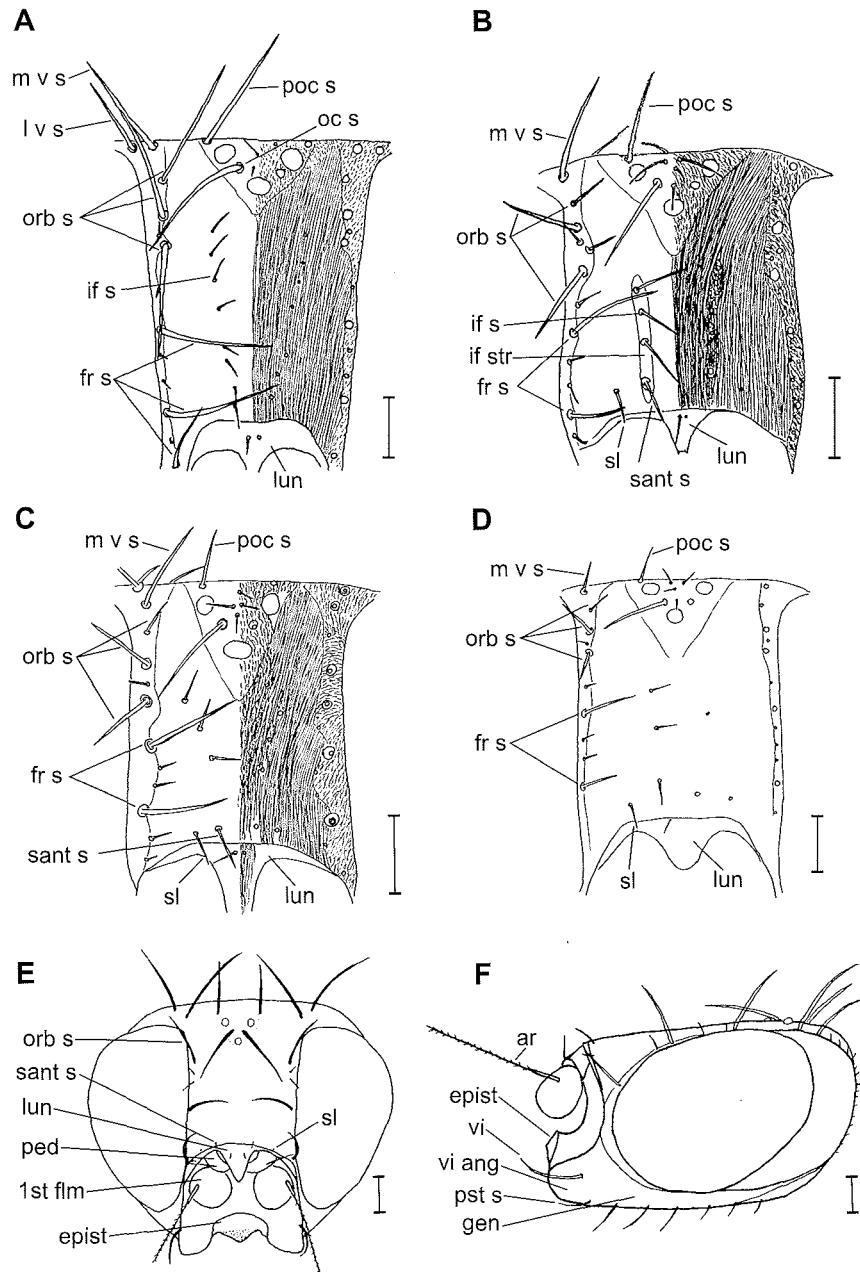 A
m v s
poc s
l v s
oc s
orb s
if s
fr s
lun
B
m v s
poc s
orb s
if s
if str
fr s
sl
lun
sant s
C
m v s
poc s
orb s
fr s
sant s
sl
lun
D
m v s
poc s
orb s
fr s
sl
lun
E
orb s
sant s
lun
sl
ped
1st flm
epist
F
ar
epist
vi
vi ang
pst s
gen